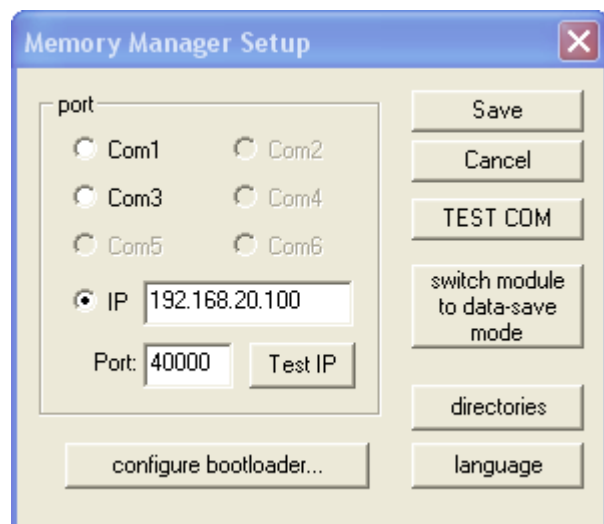 Memory Manager Setup
port
Com1 Com2
Com3 Com4
Com5 Com6
IP 192.168.20.100
Port: 40000 Test IP
configure bootloader...
Save
Cancel
TEST COM
switch module
to data-save
mode
directories
language